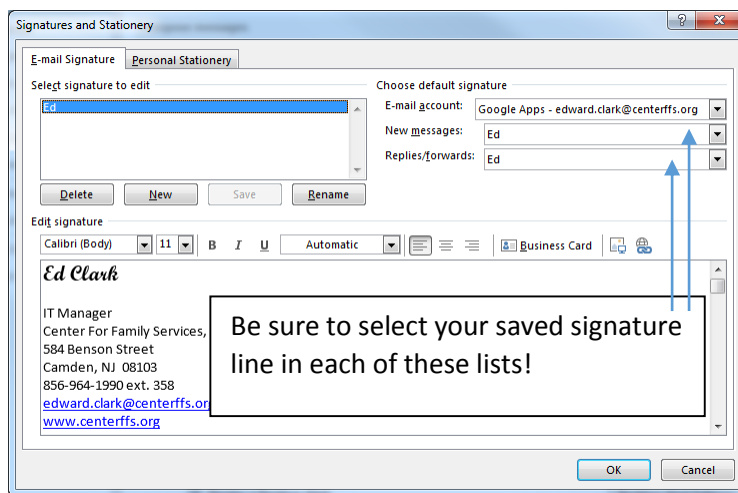 Signatures and Stationery
E-mail Signature Personal Stationery
Select signature to edit
Choose default signature
Ed
E-mail account: Google Apps - edward.clark@centerffs.org
New messages: Ed
Replies/forwards: Ed
Delete New Save Rename
Edit signature
Calibri (Body) 11 B I U Automatic Business Card
Ed Clark
IT Manager
Center For Family Services,
584 Benson Street
Camden, NJ 08103
856-964-1990 ext. 358
edward.clark@centerffs.or
www.centerffs.org
Be sure to select your saved signature
line in each of these lists!
OK Cancel